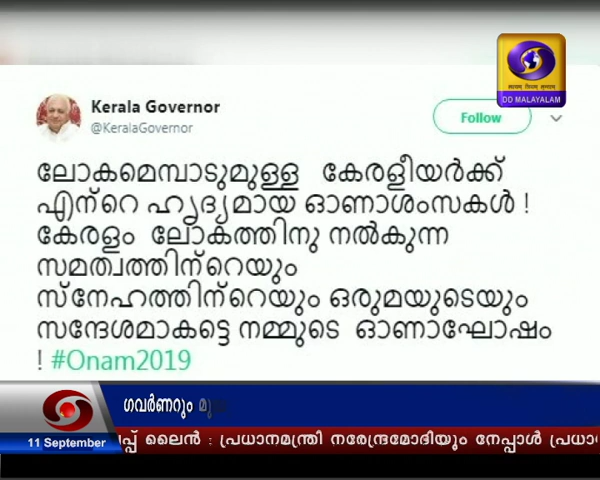 DD MALAYALAM
Kerala Governor
@KeralaGovernor
Follow
ലോകമെമ്പാടുമുള്ള കേരളീയർക്ക്
എന്റെ ഹൃദ്യമായ ഓണാശംസകൾ !
കേരളം ലോകത്തിനു നൽകുന്ന
സമത്വത്തിന്റെയും
സ്നേഹത്തിന്റെയും ഒരുമയുടെയും
സന്ദേശമാകട്ടെ നമ്മുടെ ഓണാഘോഷം
! #Onam2019
ഗവർണറും
11 September
ലൈൻ : പ്രധാനമന്ത്രി നരേന്ദ്രമോദിയും നേപ്പാൾ